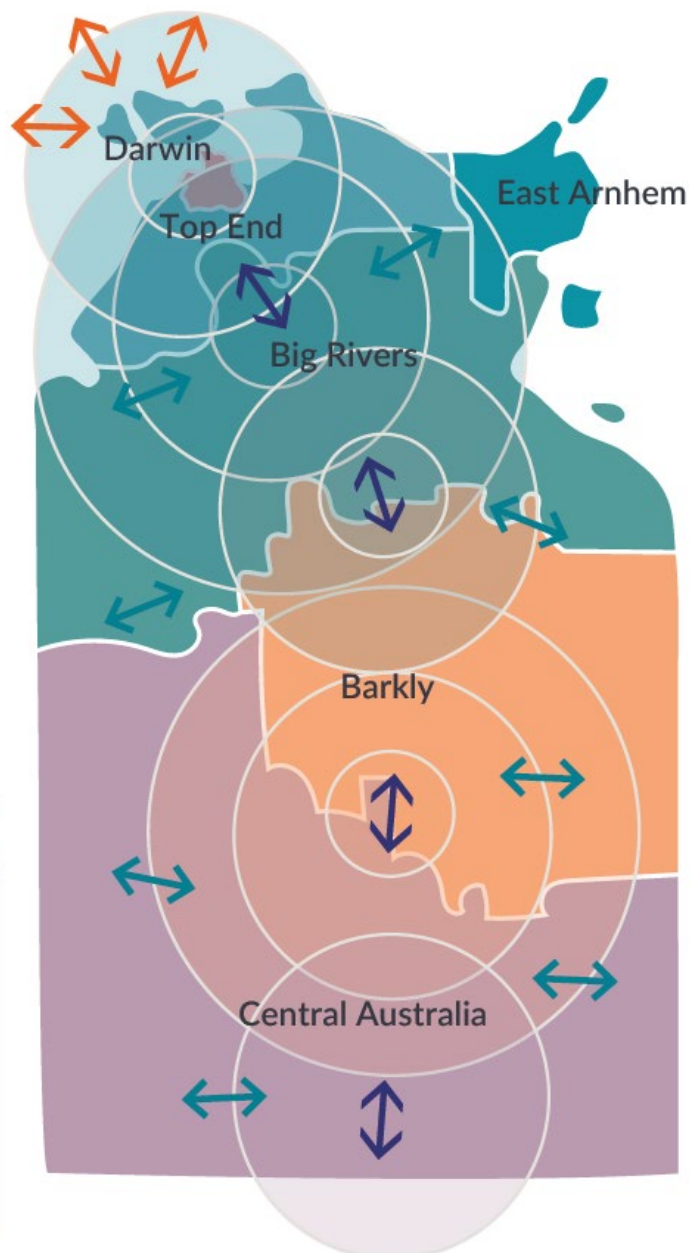 Darwin
East Arnhem
Top End
Big Rivers
Barkly
Central Australia